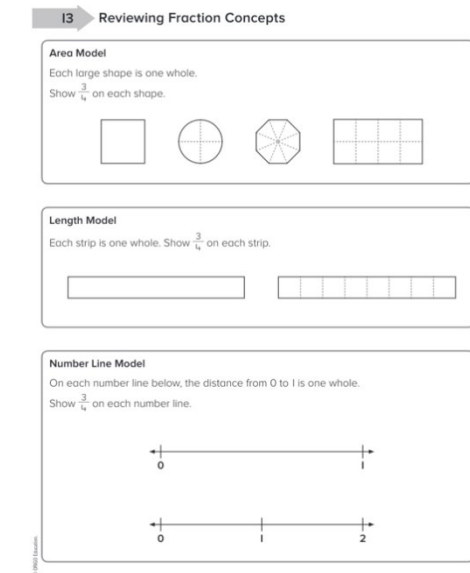 13 Reviewing Fraction Concepts
Area Model
Each large shape is one whole.
Show 3/4 on each shape.
Length Model
Each strip is one whole. Show 3/4 on each strip.
Number Line Model
On each number line below, the distance from 0 to 1 is one whole.
Show 3/4 on each number line.
0 1
0 1 2